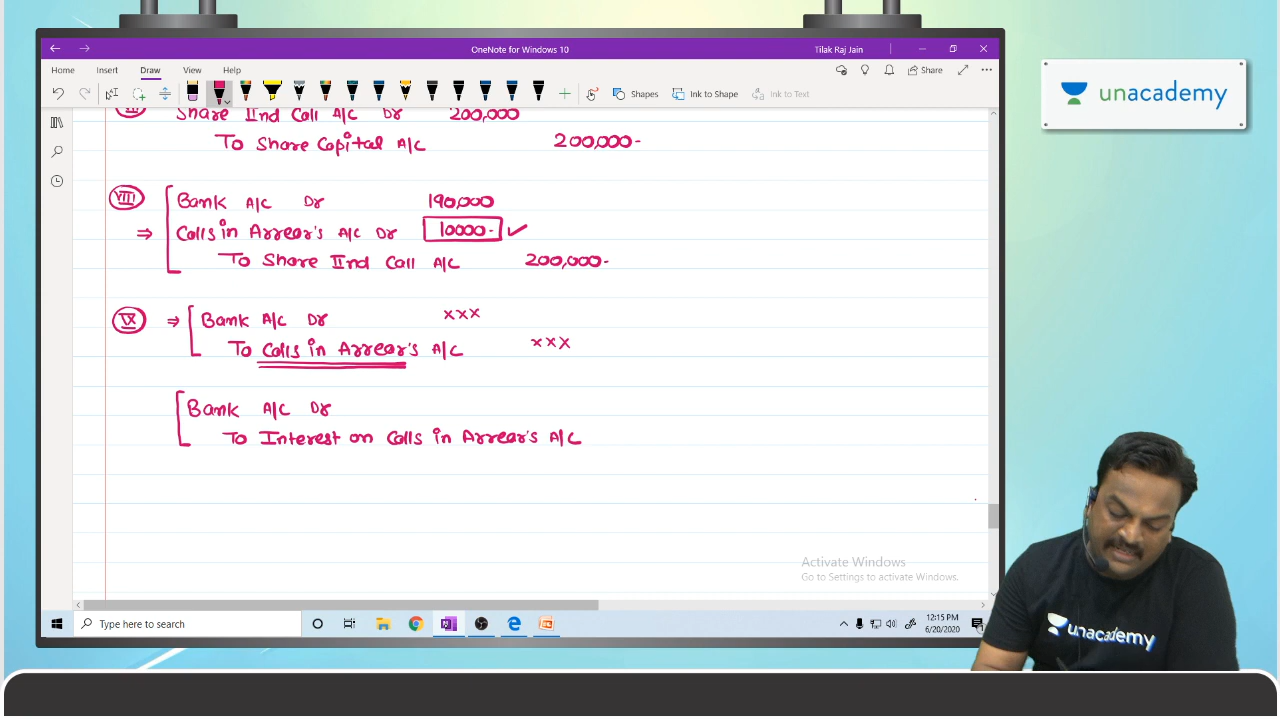 OneNote for Windows 10
Tilak Raj Jain
Home Insert Draw View Help
Share
Shapes
Ink to Shape
Ink to Text
unacademy
Share IInd Call A/C Dr 200,000
To Share Capital A/C 200,000-
VIII Bank A/C Dr 190,000
⇒ Calls in Arrear's A/C Dr 10000- ✓
To Share IInd Call A/C 200,000-
IX ⇒ Bank A/C Dr xxx
To Calls in Arrear's A/C xxx
Bank A/C Dr
To Interest on Calls in Arrear's A/C
Activate Windows
Go to Settings to activate Windows.
Type here to search
12:15 PM
6/20/2020
unacademy